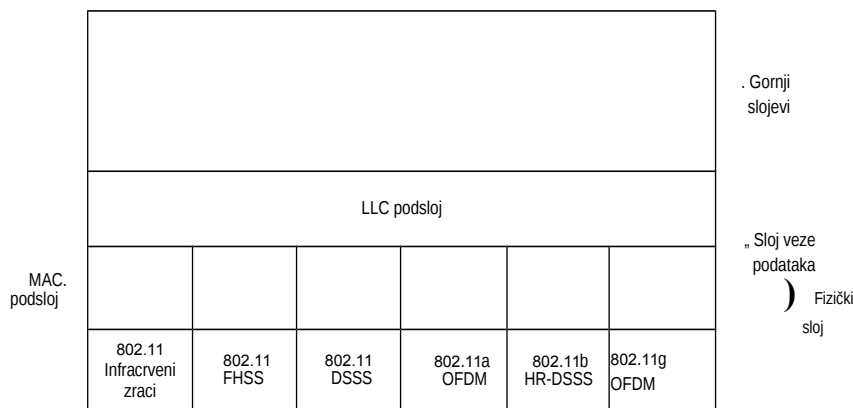 . Gornji
slojevi
LLC podsloj
„ Sloj veze
podataka
MAC.
podsloj
) Fizički
sloj
802.11
Infracrveni
zraci
802.11
FHSS
802.11
DSSS
802.11a
OFDM
802.11b
HR-DSSS
802.11g
OFDM